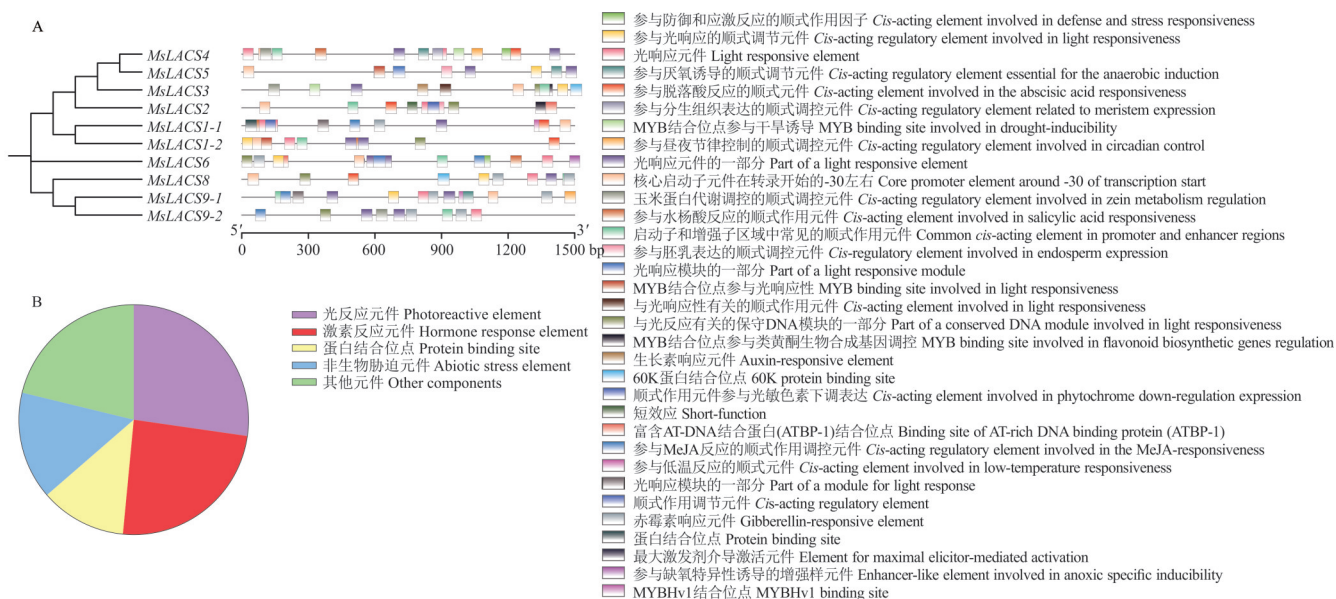 A
MsLACS4
MsLACS5
MsLACS3
MsLACS2
MsLACS1-1
MsLACS1-2
MsLACS6
MsLACS8
MsLACS9-1
MsLACS9-2
5′ 3′
0 300 600 900 1200 1500 bp
B
光反应元件 Photoreactive element
激素反应元件 Hormone response element
蛋白结合位点 Protein binding site
非生物胁迫元件 Abiotic stress element
其他元件 Other components
参与防御和应激反应的顺式作用因子 Cis-acting element involved in defense and stress responsiveness
参与光响应的顺式调节元件 Cis-acting regulatory element involved in light responsiveness
光响应元件 Light responsive element
参与厌氧诱导的顺式调节元件 Cis-acting regulatory element essential for the anaerobic induction
参与脱落酸反应的顺式元件 Cis-acting element involved in the abscisic acid responsiveness
参与分生组织表达的顺式调控元件 Cis-acting regulatory element related to meristem expression
MYB结合位点参与干旱诱导 MYB binding site involved in drought-inducibility
参与昼夜节律控制的顺式调控元件 Cis-acting regulatory element involved in circadian control
光响应元件的一部分 Part of a light responsive element
核心启动子元件在转录开始的-30左右 Core promoter element around -30 of transcription start
玉米蛋白代谢调控的顺式调控元件 Cis-acting regulatory element involved in zein metabolism regulation
参与水杨酸反应的顺式作用元件 Cis-acting element involved in salicylic acid responsiveness
启动子和增强子区域中常见的顺式作用元件 Common cis-acting element in promoter and enhancer regions
参与胚乳表达的顺式调控元件 Cis-regulatory element involved in endosperm expression
光响应模块的一部分 Part of a light responsive module
MYB结合位点参与光响应性 MYB binding site involved in light responsiveness
与光响应性有关的顺式作用元件 Cis-acting element involved in light responsiveness
与光反应有关的保守DNA模块的一部分 Part of a conserved DNA module involved in light responsiveness
MYB结合位点参与类黄酮生物合成基因调控 MYB binding site involved in flavonoid biosynthetic genes regulation
生长素响应元件 Auxin-responsive element
60K蛋白结合位点 60K protein binding site
顺式作用元件参与光敏色素下调表达 Cis-acting element involved in phytochrome down-regulation expression
短效应 Short-function
富含AT-DNA结合蛋白(ATBP-1)结合位点 Binding site of AT-rich DNA binding protein (ATBP-1)
参与MeJA反应的顺式作用调控元件 Cis-acting regulatory element involved in the MeJA-responsiveness
参与低温反应的顺式元件 Cis-acting element involved in low-temperature responsiveness
光响应模块的一部分 Part of a module for light response
顺式作用调节元件 Cis-acting regulatory element
赤霉素响应元件 Gibberellin-responsive element
蛋白结合位点 Protein binding site
最大激发剂介导激活元件 Element for maximal elicitor-mediated activation
参与缺氧特异性诱导的增强样元件 Enhancer-like element involved in anoxic specific inducibility
MYBHv1结合位点 MYBHv1 binding site